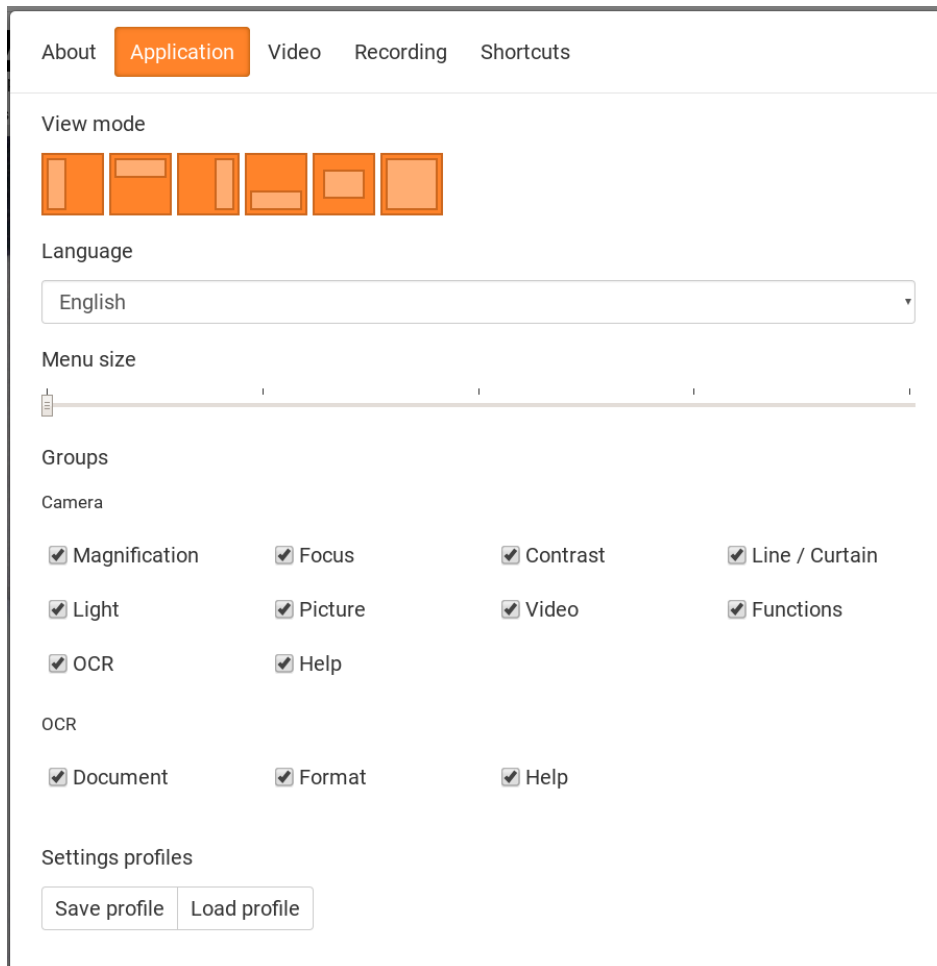 About Application Video Recording Shortcuts
View mode
Language
English
Menu size
Groups
Camera
Magnification Focus Contrast Line / Curtain
Light Picture Video Functions
OCR Help
OCR
Document Format Help
Settings profiles
Save profile Load profile